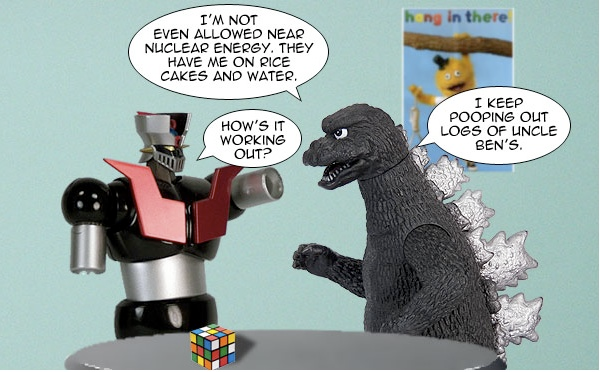 hang in there!
I'M NOT
EVEN ALLOWED NEAR
NUCLEAR ENERGY. THEY
HAVE ME ON RICE
CAKES AND WATER.
HOW'S IT
WORKING
OUT?
I KEEP
POOPING OUT
LOGS OF UNCLE
BEN'S.